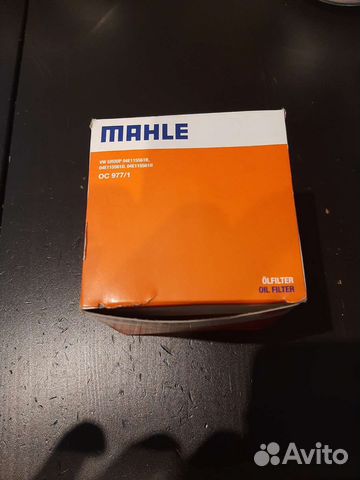 MAHLE
VW GROUP 04E115561H,
04E115561D, 04E115561B
OC 977/1
ÖLFILTER
OIL FILTER
Avito